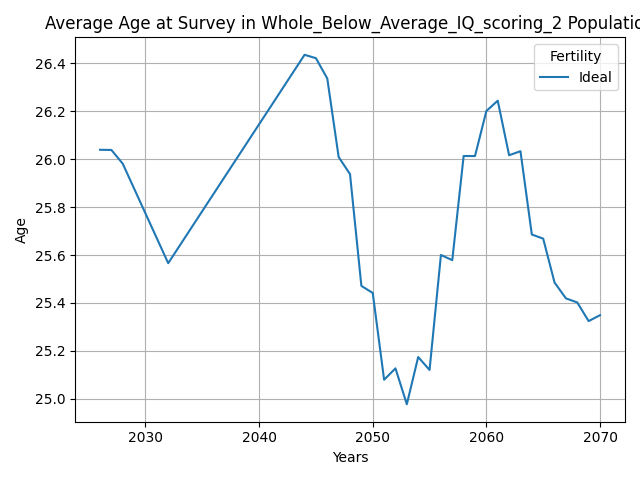 Average Age at Survey in Whole_Below_Average_IQ_scoring_2 Populatio
Fertility
Ideal
26.4
26.2
26.0
25.8
25.6
25.4
25.2
25.0
Age
2030 2040 2050 2060 2070
Years